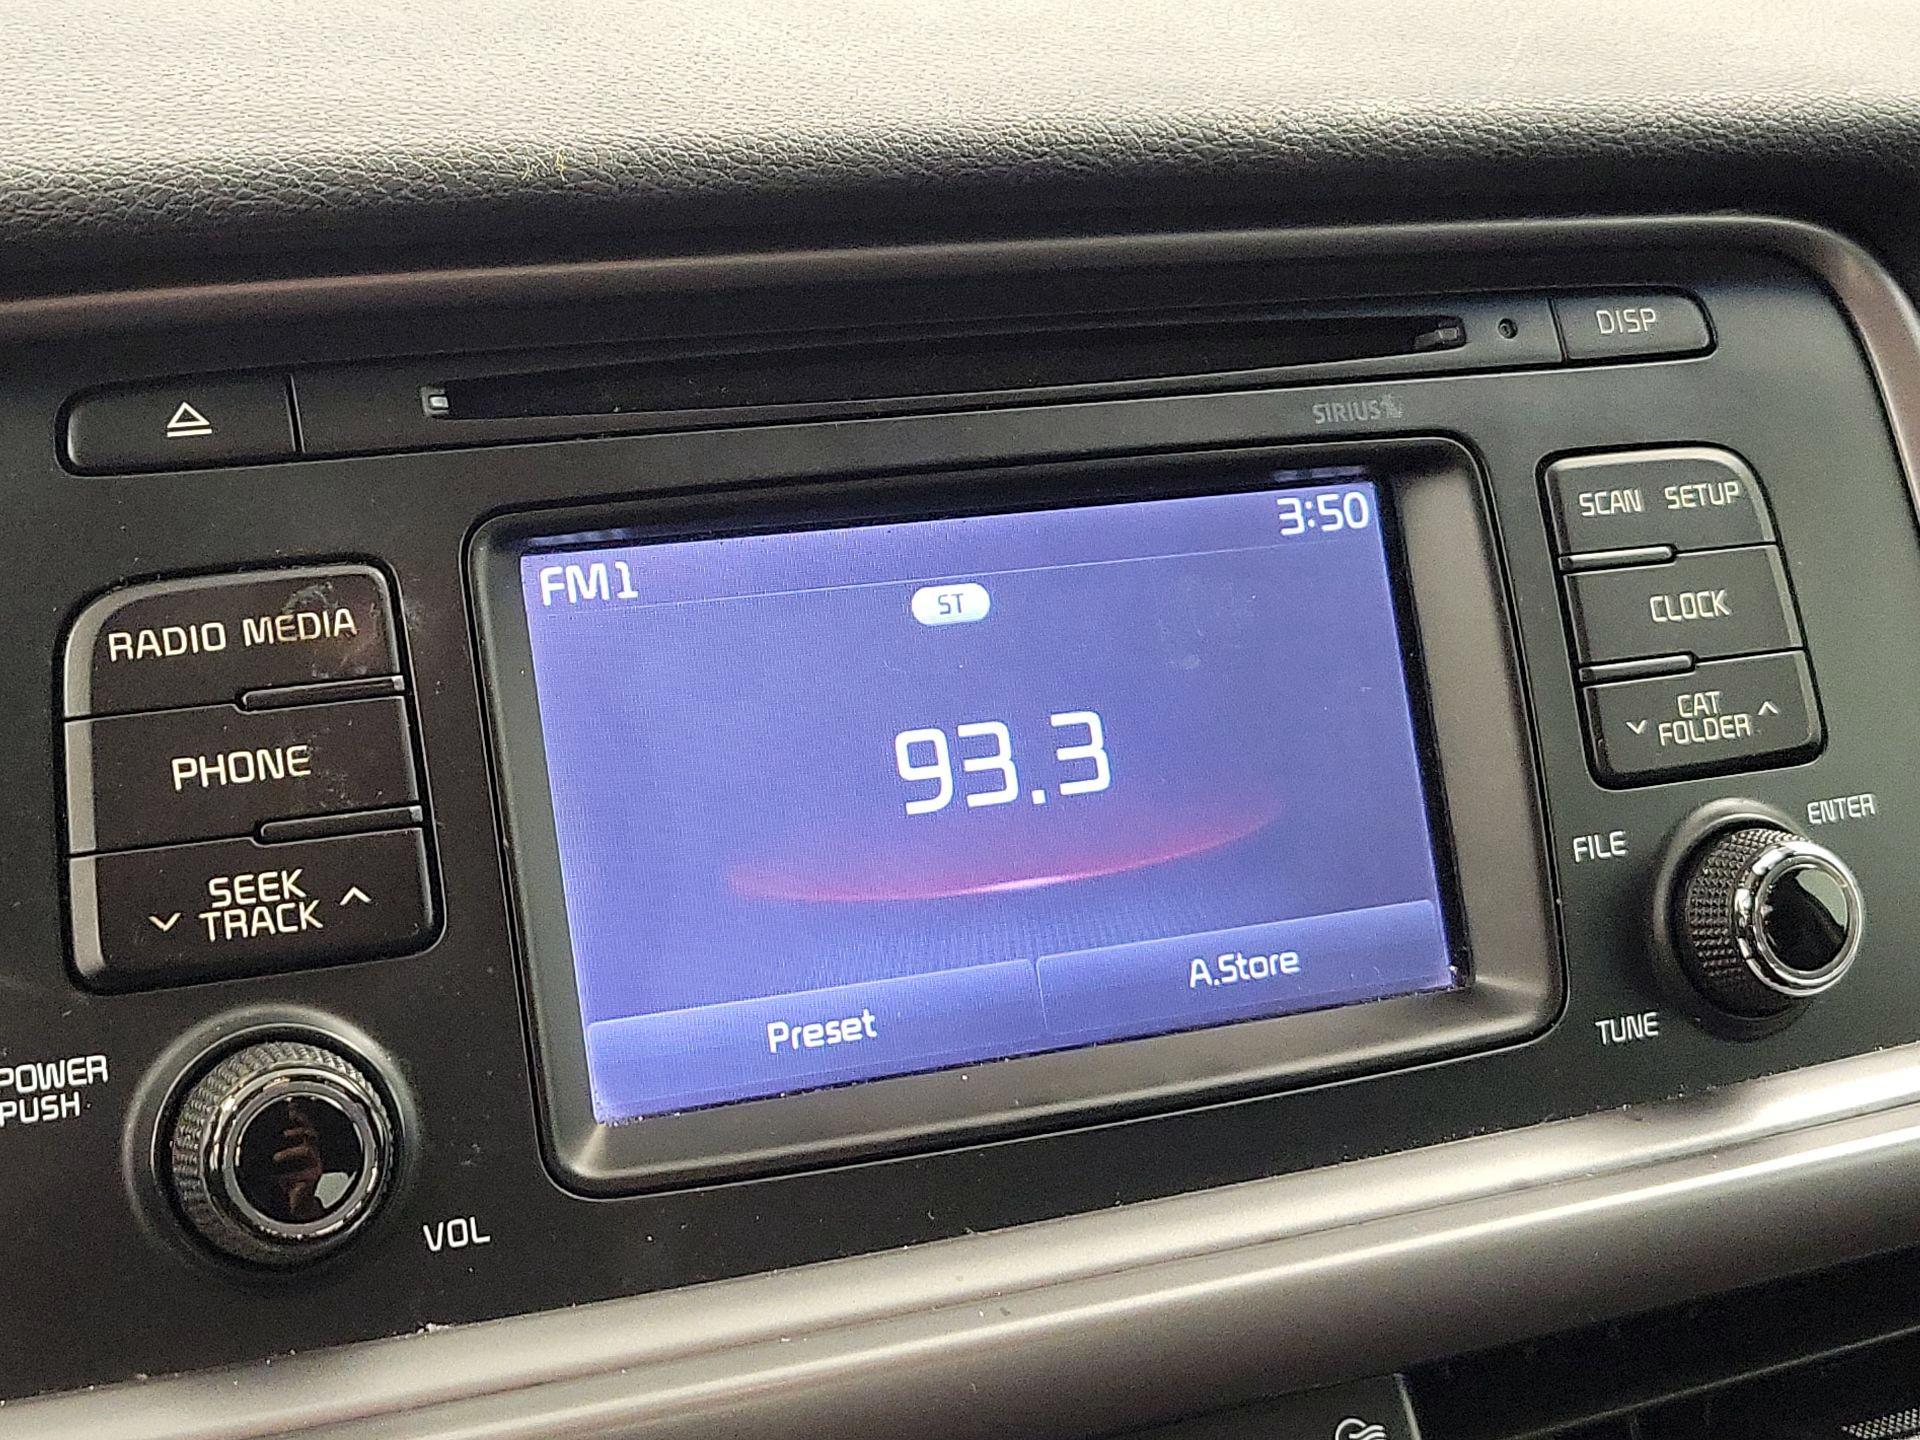 DISP
SIRIUS
SCAN SETUP
3:50
FM1
ST
RADIO MEDIA
CLOCK
CAT
FOLDER
93.3
PHONE
ENTER
FILE
SEEK
TRACK
A.Store
Preset
TUNE
POWER
PUSH
VOL